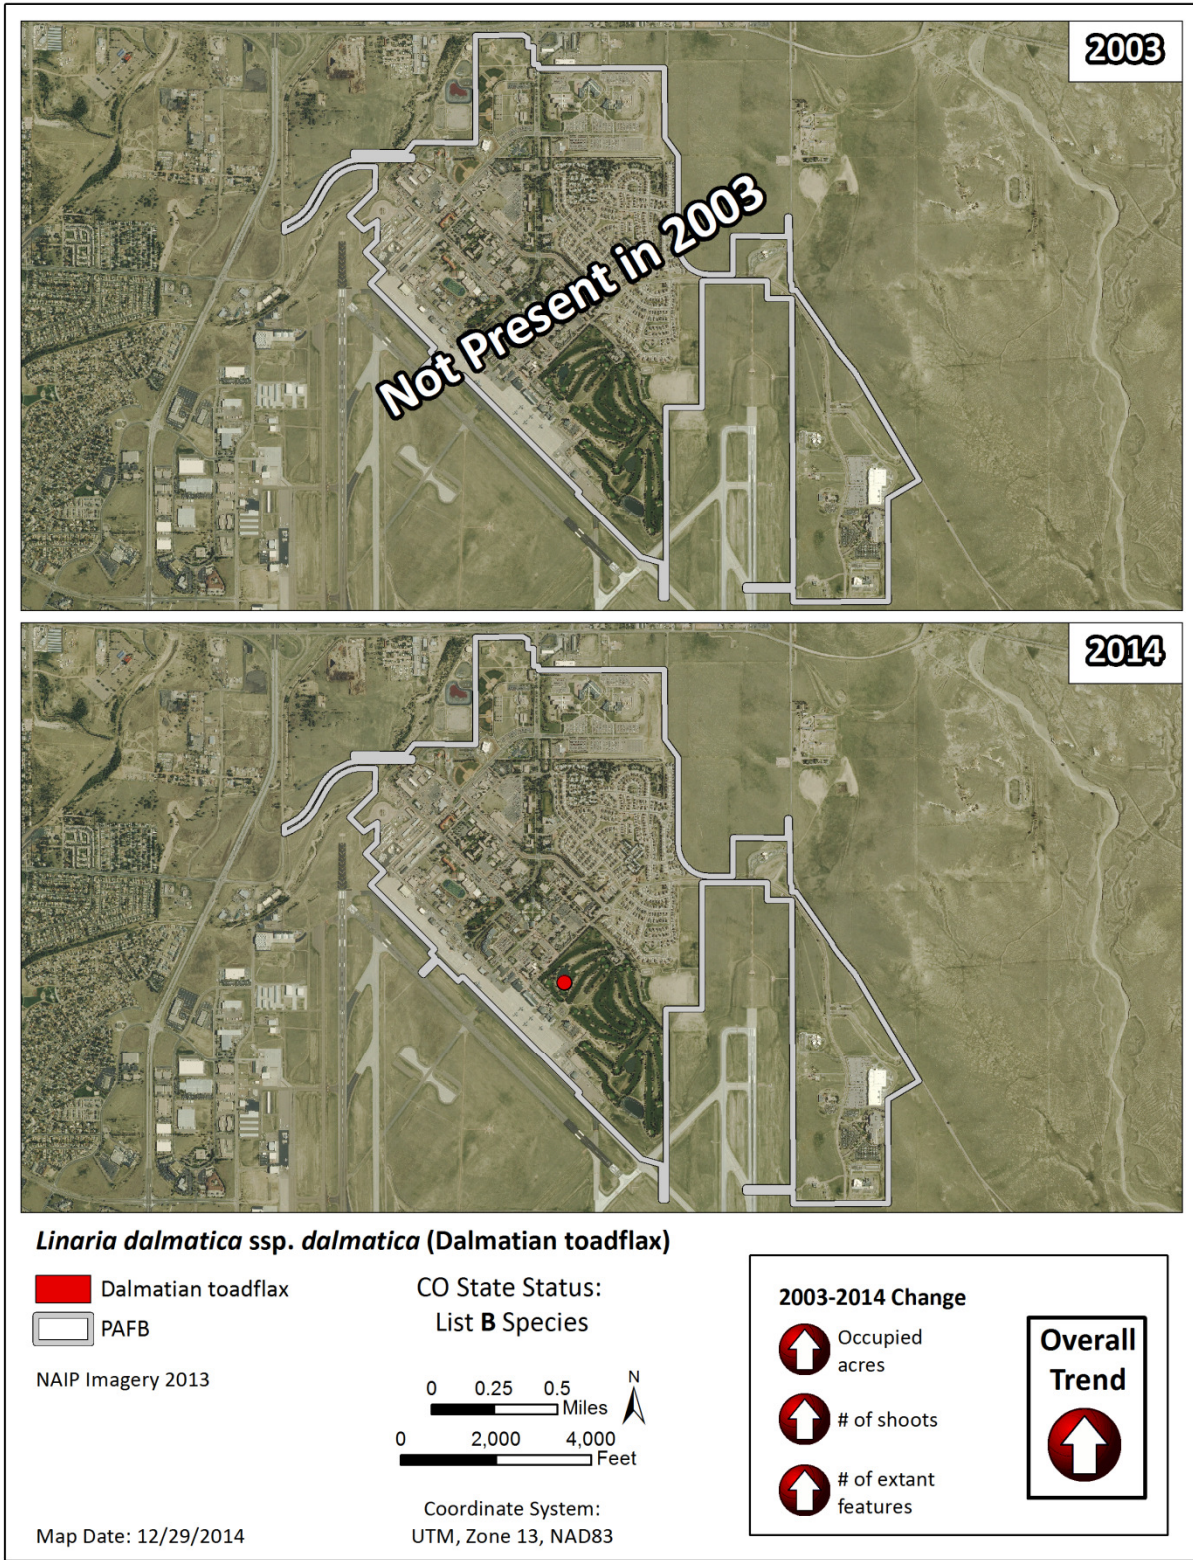 2003
Not Present in 2003
2014
Linaria dalmatica ssp. dalmatica (Dalmatian toadflax)
Dalmatian toadflax
PAFB
NAIP Imagery 2013
CO State Status:
List B Species
N
0 0.25 0.5
Miles
0 2,000 4,000
Feet
Coordinate System:
UTM, Zone 13, NAD83
Map Date: 12/29/2014
2003-2014 Change
Occupied
acres
# of shoots
# of extant
features
Overall
Trend